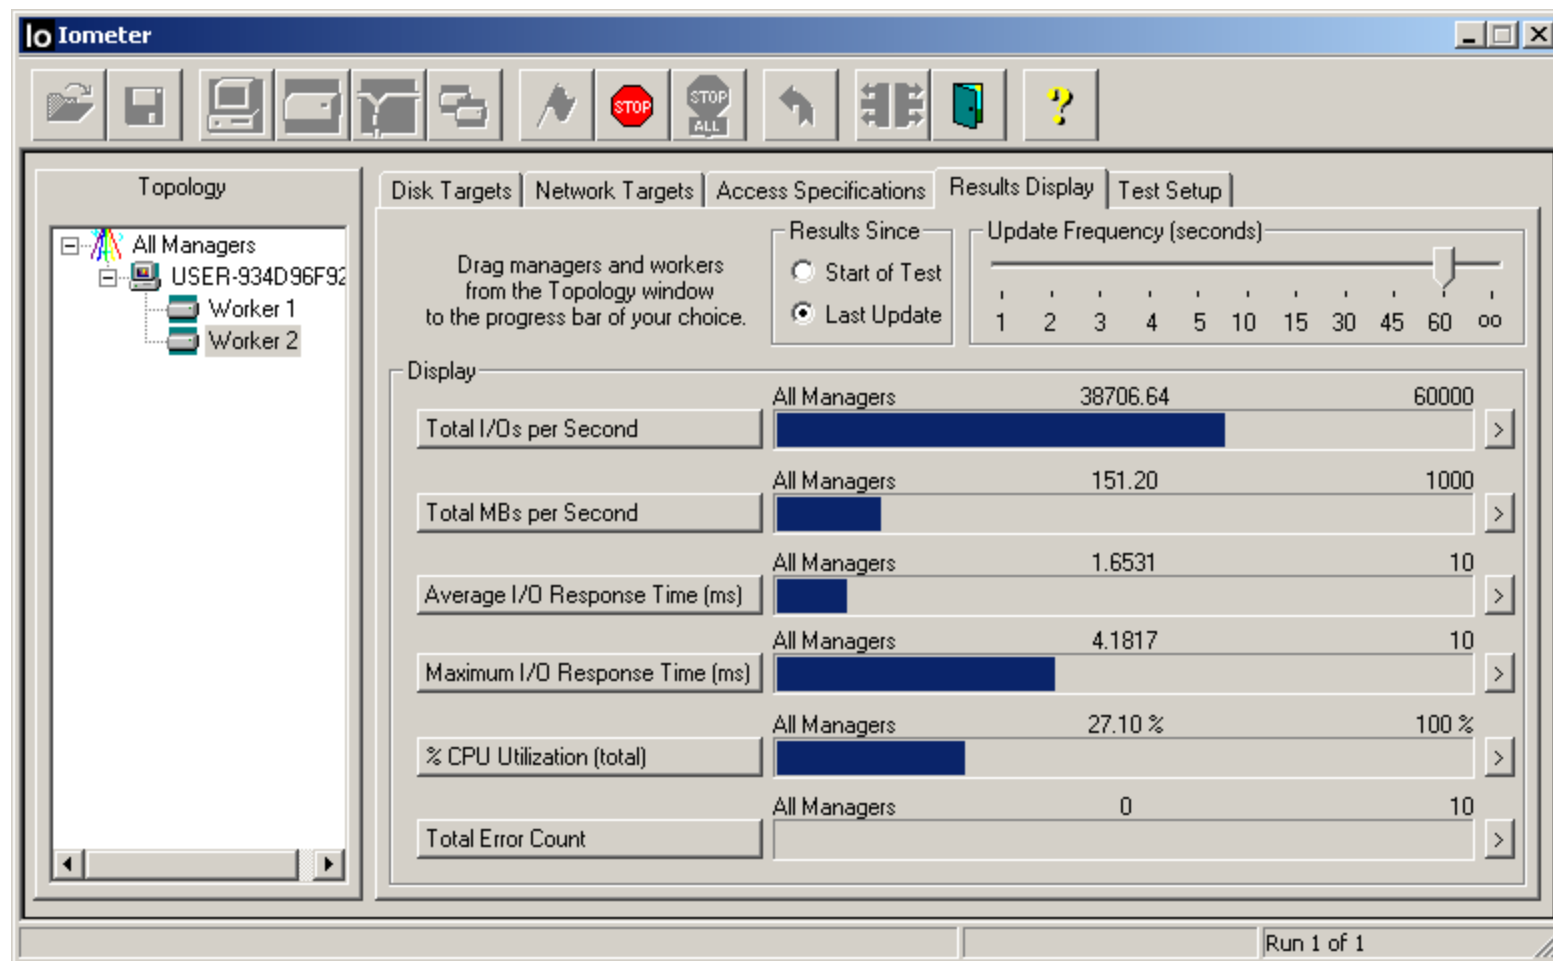 Io Iometer
STOP
STOP
ALL
?
Topology
All Managers
USER-934D96F92
Worker 1
Worker 2
Disk Targets
Network Targets
Access Specifications
Results Display
Test Setup
Drag managers and workers
from the Topology window
to the progress bar of your choice.
Results Since
Start of Test
Last Update
Update Frequency (seconds)
1 2 3 4 5 10 15 30 45 60 oo
Display
All Managers 38706.64 60000
Total I/Os per Second >
All Managers 151.20 1000
Total MBs per Second >
All Managers 1.6531 10
Average I/O Response Time (ms) >
All Managers 4.1817 10
Maximum I/O Response Time (ms) >
All Managers 27.10 % 100 %
% CPU Utilization (total) >
All Managers 0 10
Total Error Count >
Run 1 of 1